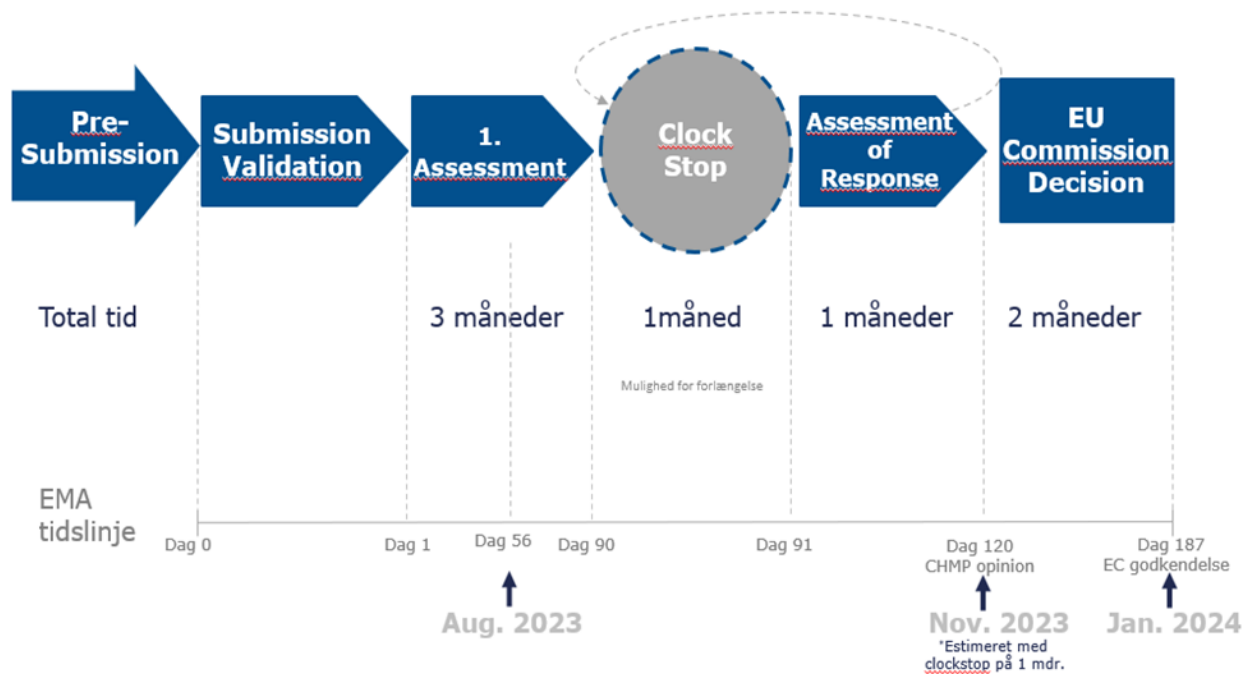 Pre-
Submission
Submission
Validation
1.
Assessment
Clock
Stop
Assessment
of
Response
EU
Commission
Decision
Total tid
3 måneder
1måned
1 måneder
2 måneder
Mulighed for forlængelse
EMA
tidslinje
Dag 0
Dag 1
Dag 56
Dag 90
Dag 91
Dag 120
CHMP opinion
Dag 187
EC godkendelse
Aug. 2023
Nov. 2023
*Estimeret med
clockstop på 1 mdr.
Jan. 2024